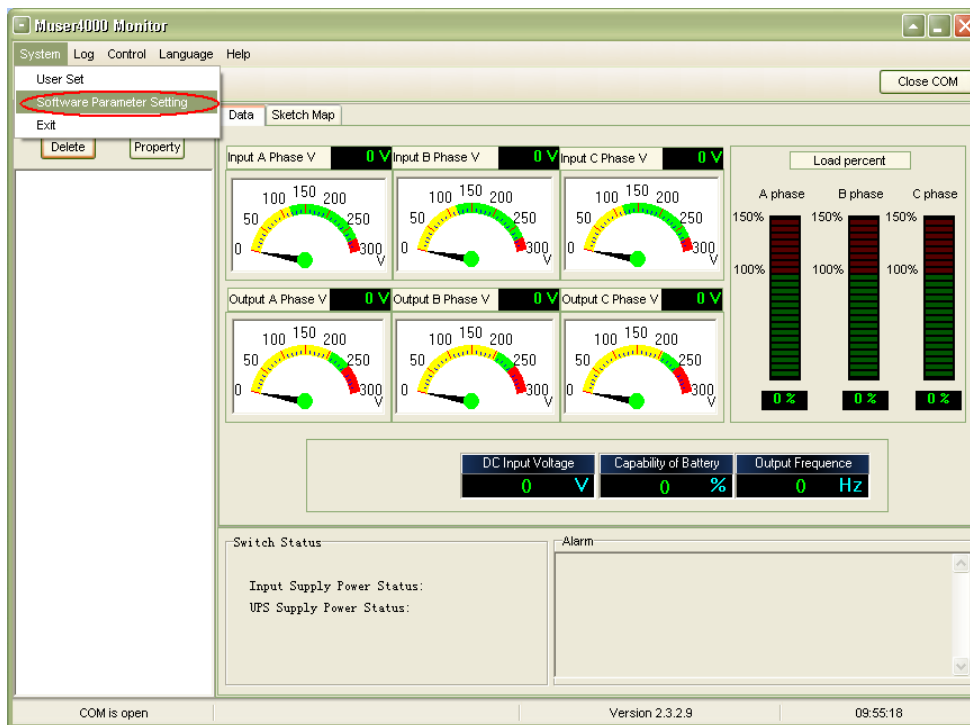 Muser4000 Monitor
System Log Control Language Help
User Set
Software Parameter Setting
Exit
Close COM
Delete Property
Data Sketch Map
Input A Phase V 0 V Input B Phase V 0 V Input C Phase V 0 V
0 50 100 150 200 250 300 V
0 50 100 150 200 250 300 V
0 50 100 150 200 250 300 V
Output A Phase V 0 V Output B Phase V 0 V Output C Phase V 0 V
0 50 100 150 200 250 300 V
0 50 100 150 200 250 300 V
0 50 100 150 200 250 300 V
Load percent
A phase B phase C phase
150% 150% 150%
100% 100% 100%
0 % 0 % 0 %
DC Input Voltage Capability of Battery Output Frequence
0 V 0 % 0 Hz
Switch Status
Input Supply Power Status:
UPS Supply Power Status:
Alarm
COM is open Version 2.3.2.9 09:55:18